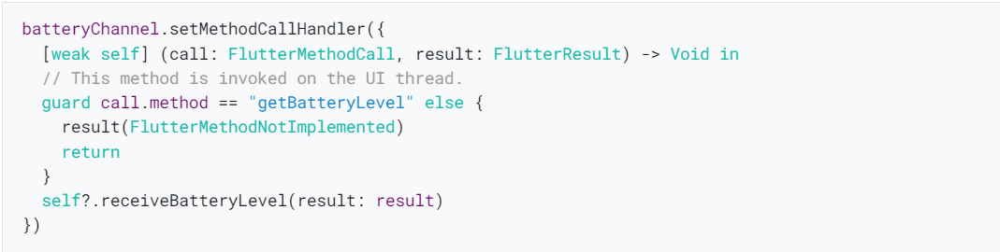 batteryChannel.setMethodCallHandler({
  [weak self] (call: FlutterMethodCall, result: FlutterResult) -> Void in
  // This method is invoked on the UI thread.
  guard call.method == "getBatteryLevel" else {
    result(FlutterMethodNotImplemented)
    return
  }
  self?.receiveBatteryLevel(result: result)
})